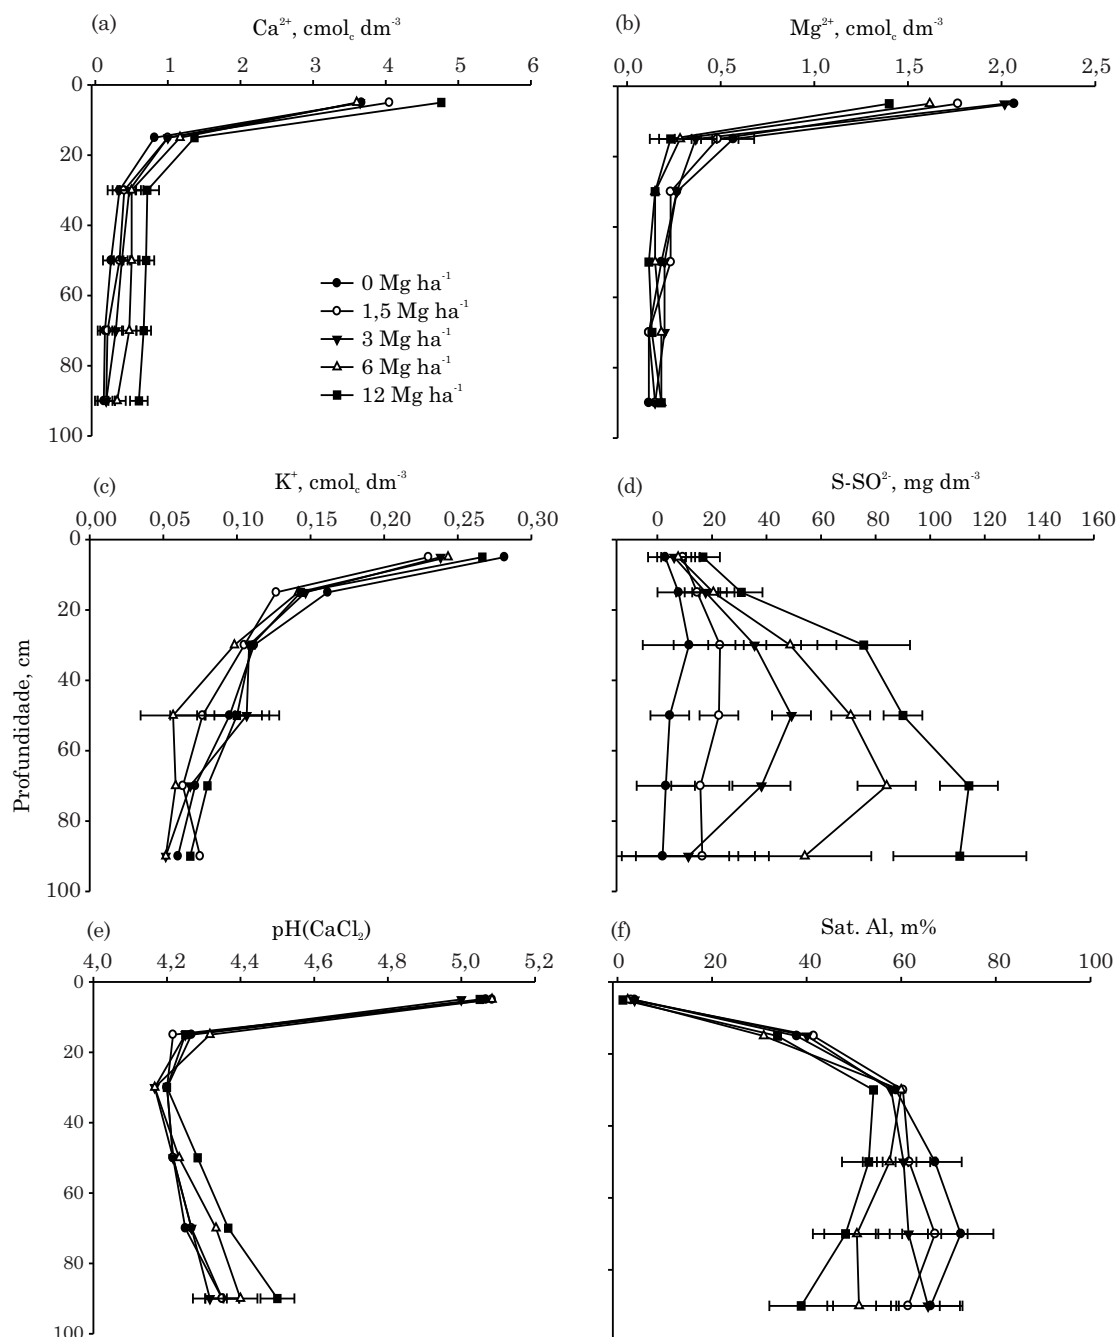 (a) Ca²⁺, cmol꜀ dm⁻³
0 1 2 3 4 5 6
0
20
40
60
80
100
0 Mg ha⁻¹
1,5 Mg ha⁻¹
3 Mg ha⁻¹
6 Mg ha⁻¹
12 Mg ha⁻¹
(b) Mg²⁺, cmol꜀ dm⁻³
0,0 0,5 1,0 1,5 2,0 2,5
(c) K⁺, cmol꜀ dm⁻³
0,00 0,05 0,10 0,15 0,20 0,25 0,30
0
20
40
60
80
100
Profundidade, cm
(d) S-SO²⁻, mg dm⁻³
0 20 40 60 80 100 120 140 160
(e) pH(CaCl₂)
4,0 4,2 4,4 4,6 4,8 5,0 5,2
0
20
40
60
80
100
(f) Sat. Al, m%
0 20 40 60 80 100